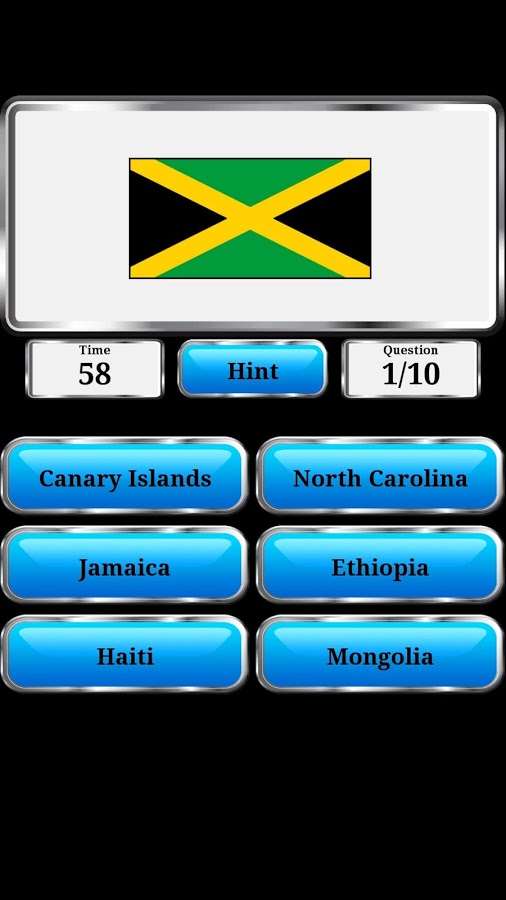 Time
58
Hint
Question
1/10
Canary Islands
North Carolina
Jamaica
Ethiopia
Haiti
Mongolia